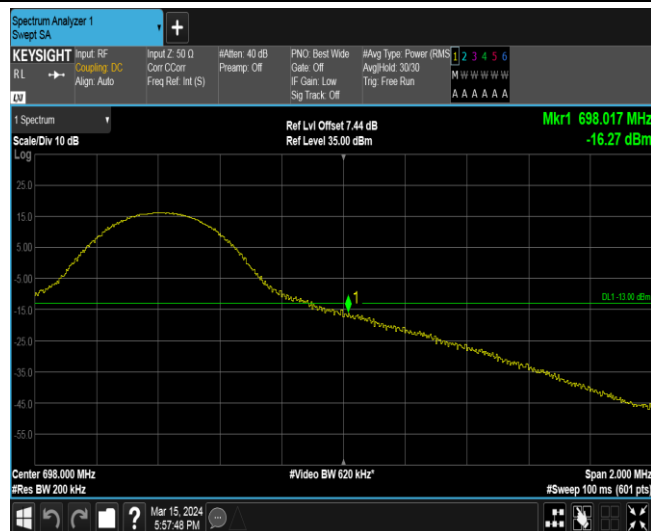 Spectrum Analyzer 1
Swept SA
+
KEYSIGHT
RL
LXI
Input: RF
Coupling: DC
Align: Auto
Input Z: 50 Ω
Corr CCorr
Freq Ref: Int (S)
#Atten: 40 dB
Preamp: Off
PNO: Best Wide
Gate: Off
IF Gain: Low
Sig Track: Off
#Avg Type: Power (RMS
Avg|Hold: 30/30
Trig: Free Run
1 2 3 4 5 6
M W W W W W
A A A A A A
1 Spectrum
Scale/Div 10 dB
Log
Ref Lvl Offset 7.44 dB
Ref Level 35.00 dBm
Mkr1 698.017 MHz
-16.27 dBm
25.0
15.0
5.00
-5.00
-15.0
-25.0
-35.0
-45.0
-55.0
1
DL1 -13.00 dBm
Center 698.000 MHz
#Res BW 200 kHz
#Video BW 620 kHz*
Span 2.000 MHz
#Sweep 100 ms (601 pts)
?
Mar 15, 2024
5:57:48 PM